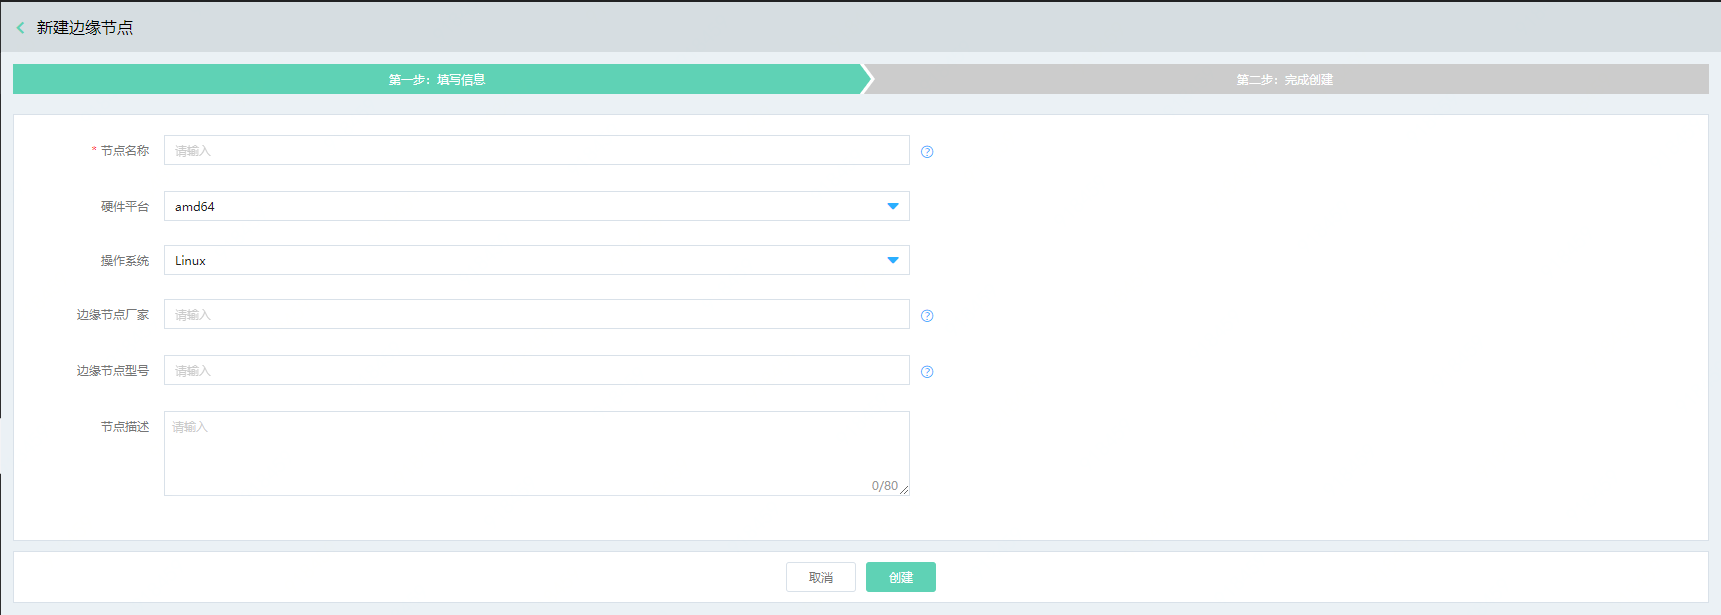 新建边缘节点
第一步：填写信息
第二步：完成创建
* 节点名称 请输入
硬件平台 amd64
操作系统 Linux
边缘节点厂家 请输入
边缘节点型号 请输入
节点描述 请输入
0/80
取消 创建